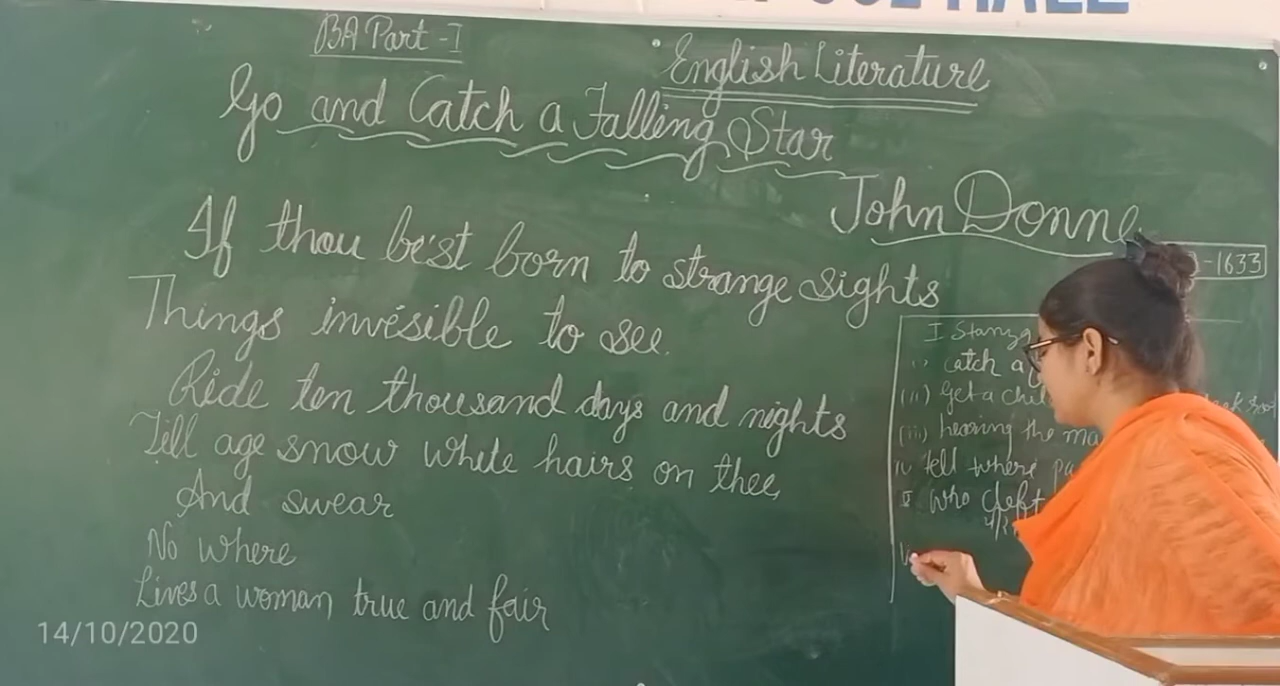 HALL
BA Part - I
English Literature
Go and Catch a Falling Star
John Donne
-1633
If thou be'st born to strange sights
Things invisible to see.
Ride ten thousand days and nights
Till age snow white hairs on thee,
And swear
No where
Lives a woman true and fair
I Stanza
i) catch a
(ii) Get a chil
(iii) hearing the ma
iv tell where pa
v who cleft
14/10/2020